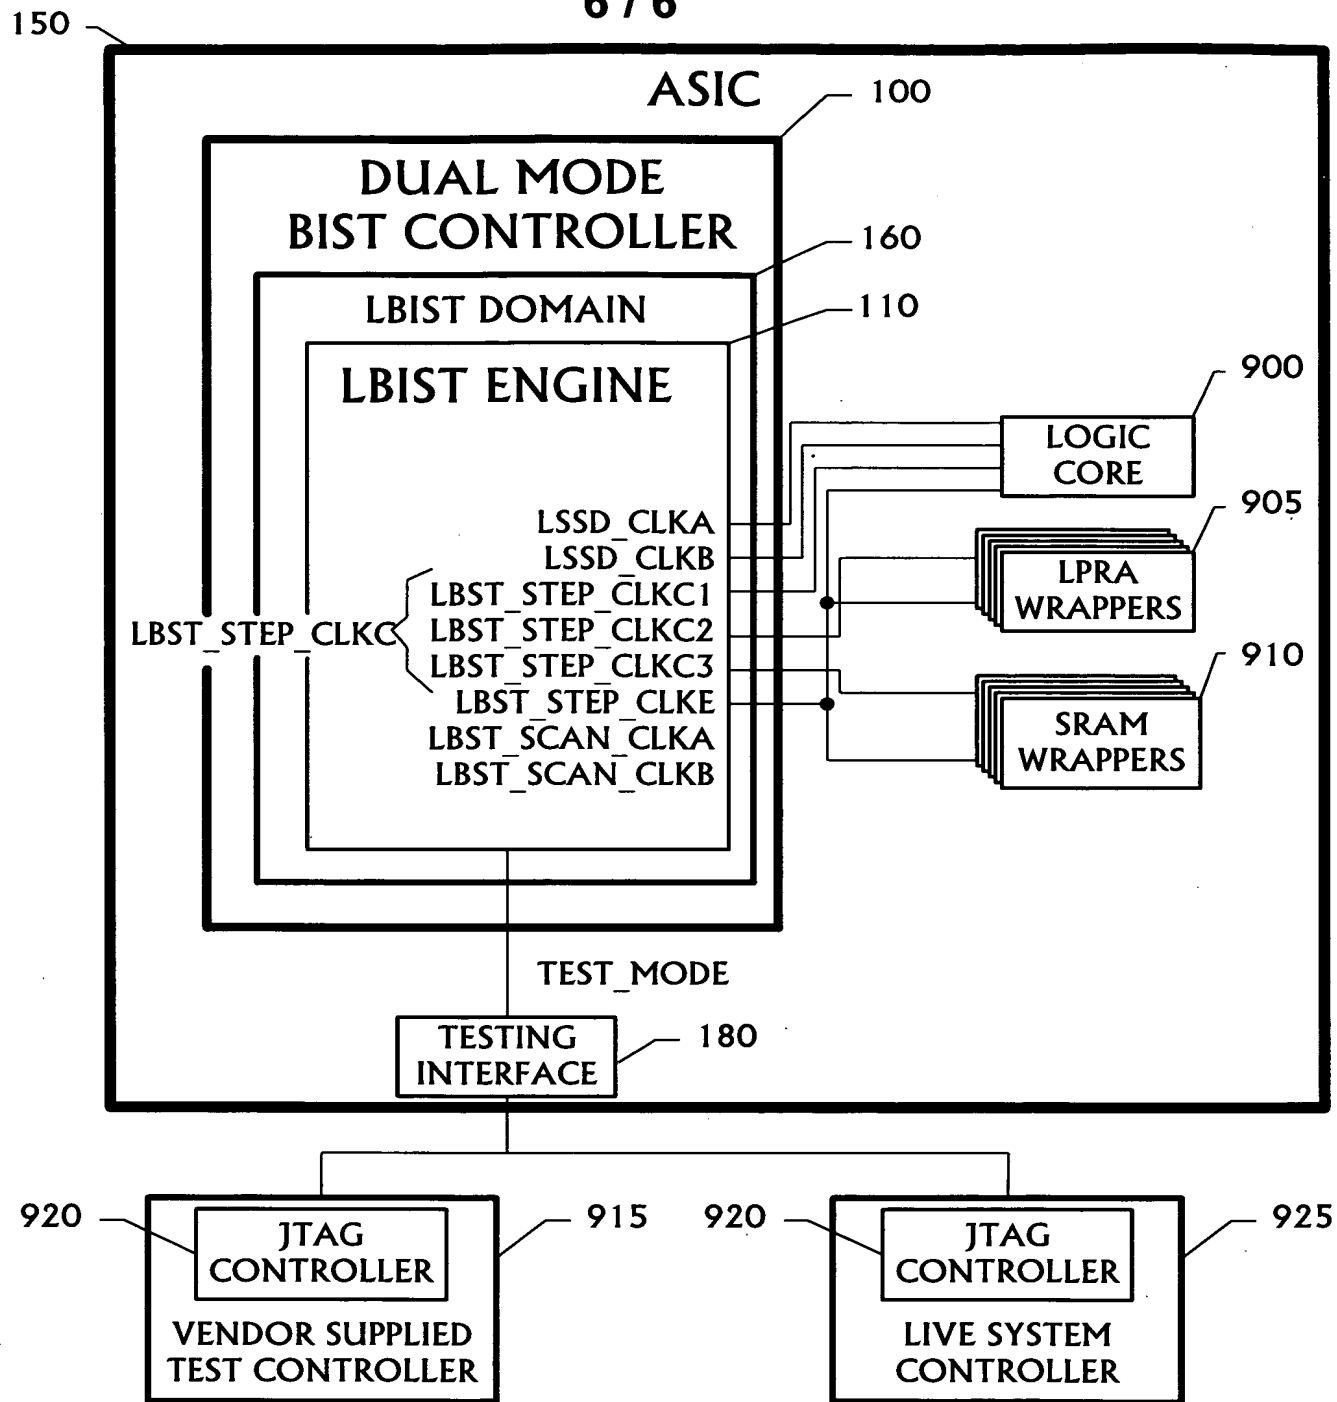 6 / 6
150
ASIC
100
DUAL MODE
BIST CONTROLLER
160
LBIST DOMAIN
110
LBIST ENGINE
900
LOGIC
CORE
905
LSSD_CLKA
LSSD_CLKB
LPRA
WRAPPERS
LBST_STEP_CLKC1
LBST_STEP_CLKC
LBST_STEP_CLKC2
LBST_STEP_CLKC3
910
LBST_STEP_CLKE
SRAM
WRAPPERS
LBST_SCAN_CLKA
LBST_SCAN_CLKB
TEST_MODE
TESTING
INTERFACE
180
920
JTAG
CONTROLLER
915
VENDOR SUPPLIED
TEST CONTROLLER
920
JTAG
CONTROLLER
925
LIVE SYSTEM
CONTROLLER